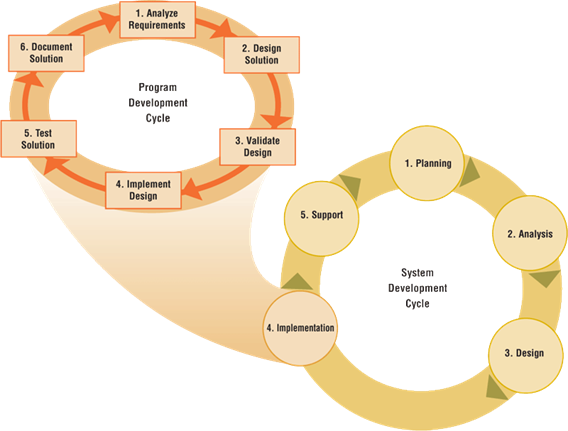 1. Analyze
Requirements
2. Design
Solution
3. Validate
Design
4. Implement
Design
5. Test
Solution
6. Document
Solution
Program
Development
Cycle
1. Planning
2. Analysis
3. Design
4. Implementation
5. Support
System
Development
Cycle